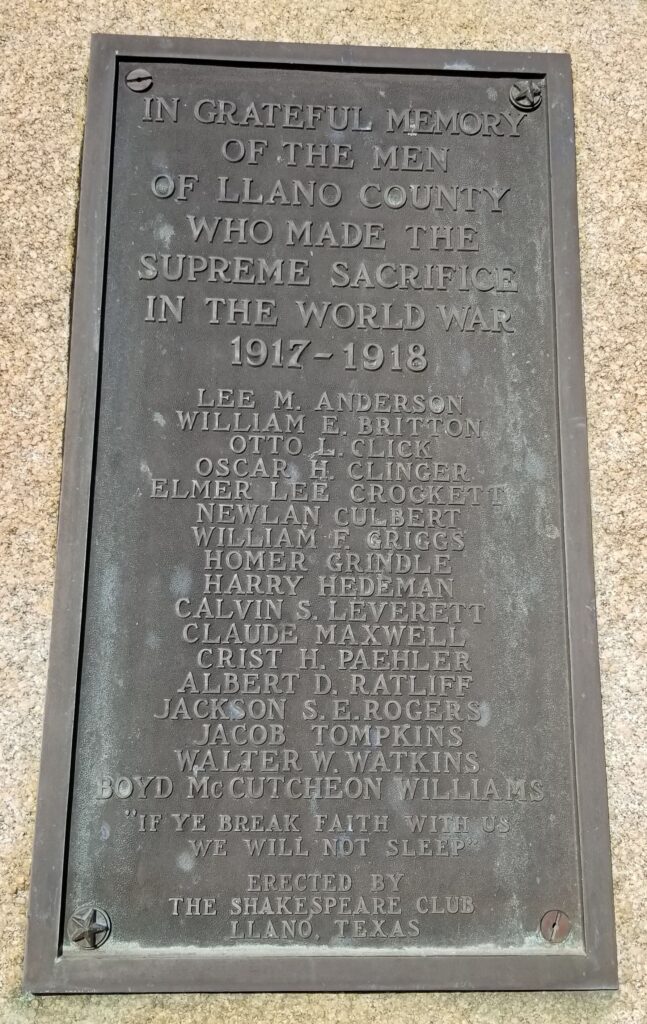 IN GRATEFUL MEMORY
OF THE MEN
OF LLANO COUNTY
WHO MADE THE
SUPREME SACRIFICE
IN THE WORLD WAR
1917-1918
LEE M. ANDERSON
WILLIAM E. BRITTON
OTTO L. CLICK
OSCAR H. CLINGER
ELMER LEE CROCKETT
NEWLAN CULBERT
WILLIAM F. GRIGGS
HOMER GRINDLE
HARRY HEDEMAN
CALVIN S. LEVERETT
CLAUDE MAXWELL
CRIST H. PAEHLER
ALBERT D. RATLIFF
JACKSON S.E. ROGERS
JACOB TOMPKINS
WALTER W. WATKINS
BOYD McCUTCHEON WILLIAMS
"IF YE BREAK FAITH WITH US
WE WILL NOT SLEEP"
ERECTED BY
THE SHAKESPEARE CLUB
LLANO, TEXAS